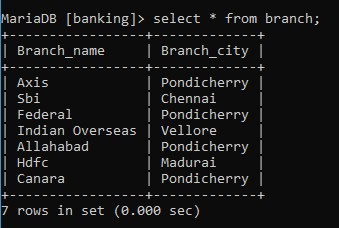 MariaDB [banking]> select * from branch;
+-----------------+-------------+
| Branch_name     | Branch_city |
+-----------------+-------------+
| Axis            | Pondicherry |
| Sbi             | Chennai     |
| Federal         | Pondicherry |
| Indian Overseas | Vellore     |
| Allahabad       | Pondicherry |
| Hdfc            | Madurai     |
| Canara          | Pondicherry |
+-----------------+-------------+
7 rows in set (0.000 sec)